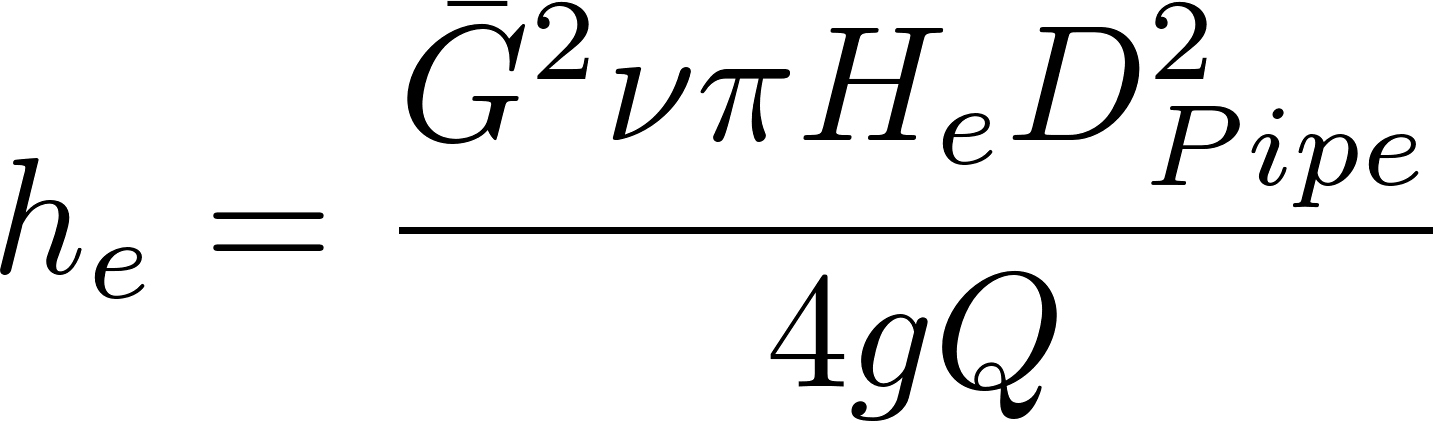 h_e = \frac{\bar{G}^2 \nu \pi H_e D_{Pipe}^2}{4gQ}